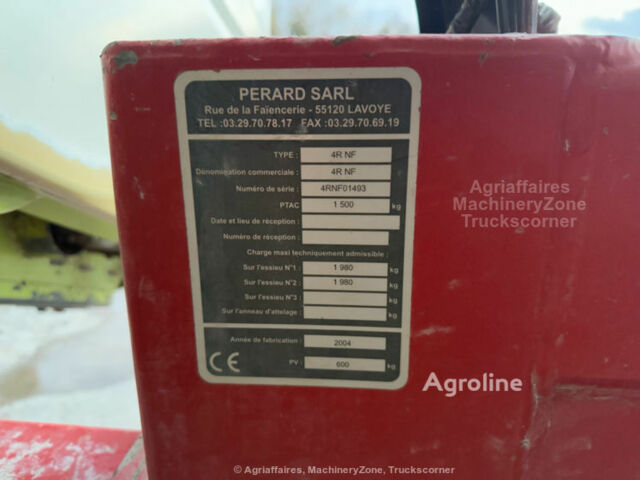 PERARD SARL
Rue de la Faïencerie - 55120 LAVOYE
TEL :03.29.70.78.17 FAX :03.29.70.69.19
TYPE : 4R NF
Dénomination commerciale : 4R NF
Numéro de série : 4RNF01493
PTAC 1 500 kg
Date et lieu de réception :
Numéro de réception :
Charge maxi techniquement admissible :
Sur l'essieu N°1 1 980 kg
Sur l'essieu N°2 : 1 980 kg
Sur l'essieu N°3 : kg
Sur l'anneau d'attelage : kg
Année de fabrication : 2004
CE PV 600 kg
Agriaffaires
MachineryZone
Truckscorner
Agroline
© Agriaffaires, MachineryZone, Truckscorner